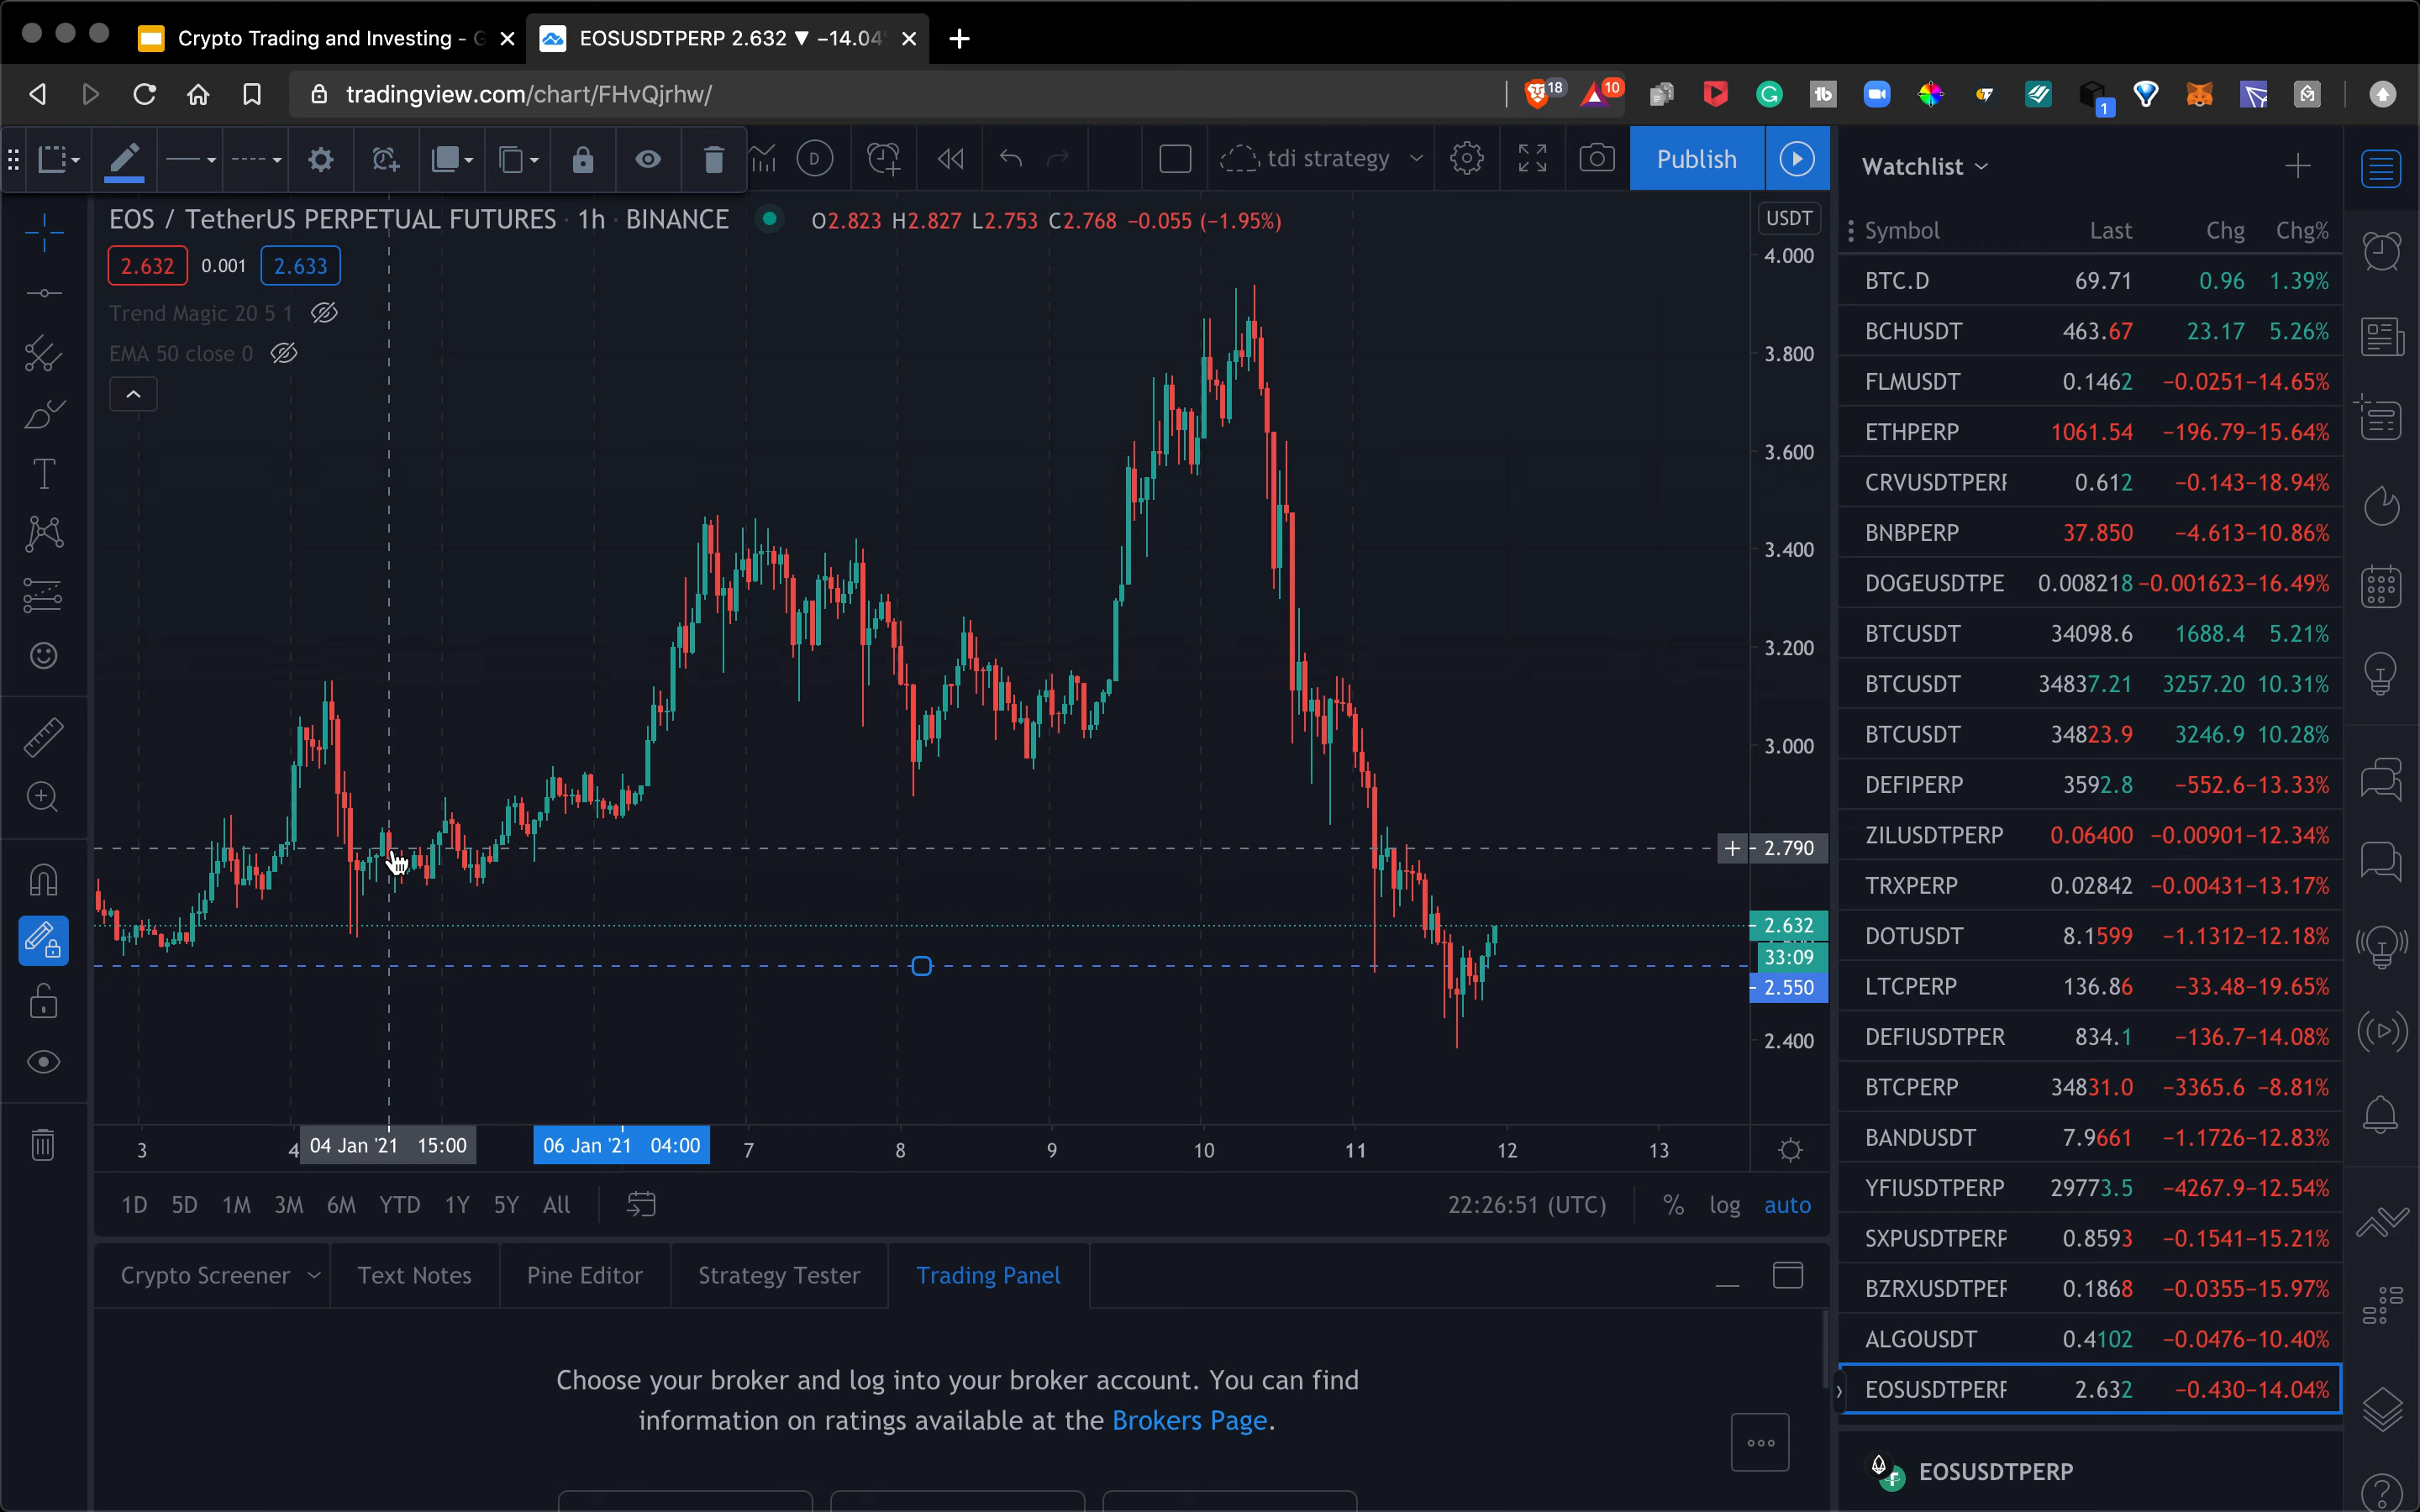 Crypto Trading and Investing - G
EOSUSDTPERP 2.632 ▼ −14.04%
tradingview.com/chart/FHvQjrhw/
18
10
1
D
tdi strategy
Publish
Watchlist
EOS / TetherUS PERPETUAL FUTURES · 1h · BINANCE
O2.823 H2.827 L2.753 C2.768 −0.055 (−1.95%)
2.632 0.001 2.633
Trend Magic 20 5 1
EMA 50 close 0
USDT
4.000
3.800
3.600
3.400
3.200
3.000
2.790
2.632
33:09
2.550
2.400
3 4 04 Jan '21 15:00 06 Jan '21 04:00 7 8 9 10 11 12 13
1D 5D 1M 3M 6M YTD 1Y 5Y All
22:26:51 (UTC) % log auto
Crypto Screener Text Notes Pine Editor Strategy Tester Trading Panel
Choose your broker and log into your broker account. You can find
information on ratings available at the Brokers Page.
Symbol Last Chg Chg%
BTC.D 69.71 0.96 1.39%
BCHUSDT 463.67 23.17 5.26%
FLMUSDT 0.1462 −0.0251 −14.65%
ETHPERP 1061.54 −196.79 −15.64%
CRVUSDTPERP 0.612 −0.143 −18.94%
BNBPERP 37.850 −4.613 −10.86%
DOGEUSDTPE 0.008218 −0.001623 −16.49%
BTCUSDT 34098.6 1688.4 5.21%
BTCUSDT 34837.21 3257.20 10.31%
BTCUSDT 34823.9 3246.9 10.28%
DEFIPERP 3592.8 −552.6 −13.33%
ZILUSDTPERP 0.06400 −0.00901 −12.34%
TRXPERP 0.02842 −0.00431 −13.17%
DOTUSDT 8.1599 −1.1312 −12.18%
LTCPERP 136.86 −33.48 −19.65%
DEFIUSDTPER 834.1 −136.7 −14.08%
BTCPERP 34831.0 −3365.6 −8.81%
BANDUSDT 7.9661 −1.1726 −12.83%
YFIUSDTPERP 29773.5 −4267.9 −12.54%
SXPUSDTPERP 0.8593 −0.1541 −15.21%
BZRXUSDTPER 0.1868 −0.0355 −15.97%
ALGOUSDT 0.4102 −0.0476 −10.40%
EOSUSDTPERP 2.632 −0.430 −14.04%
EOSUSDTPERP